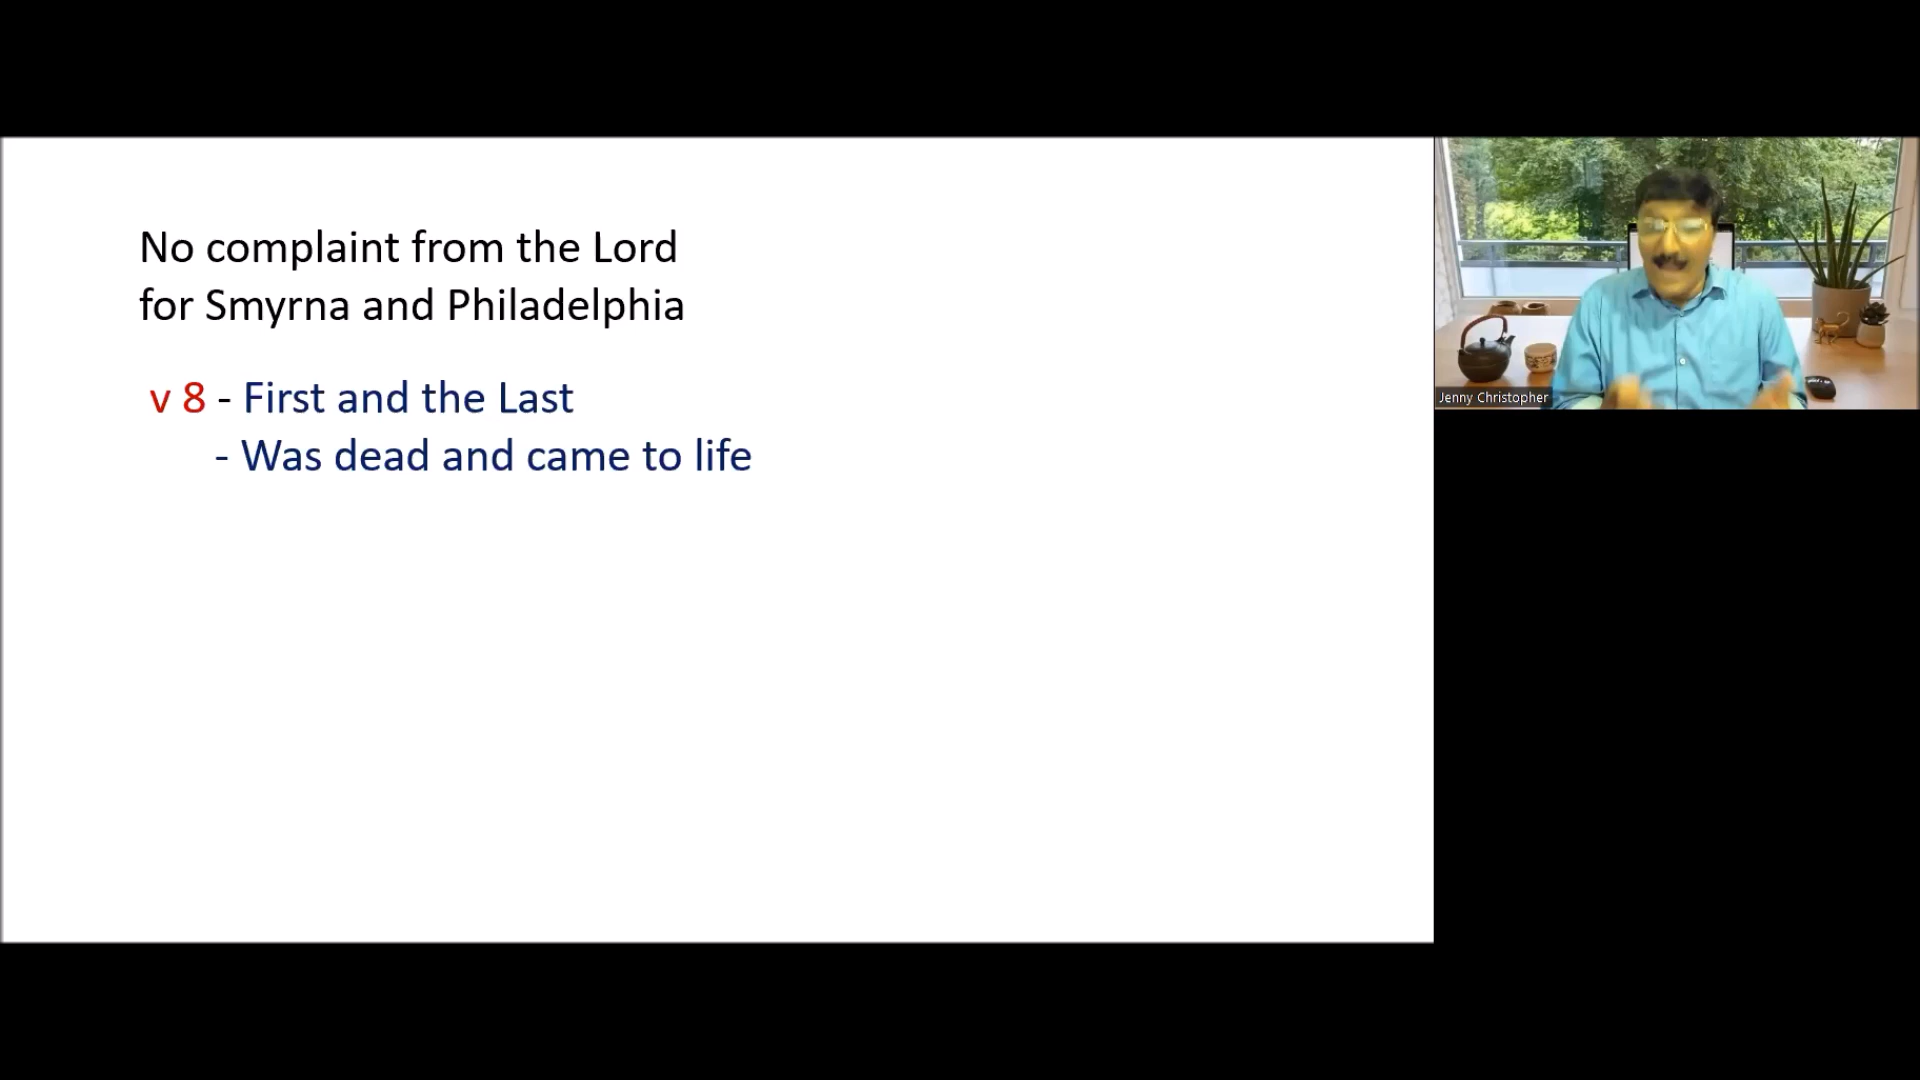 No complaint from the Lord
for Smyrna and Philadelphia
v 8 - First and the Last
- Was dead and came to life
Jenny Christopher